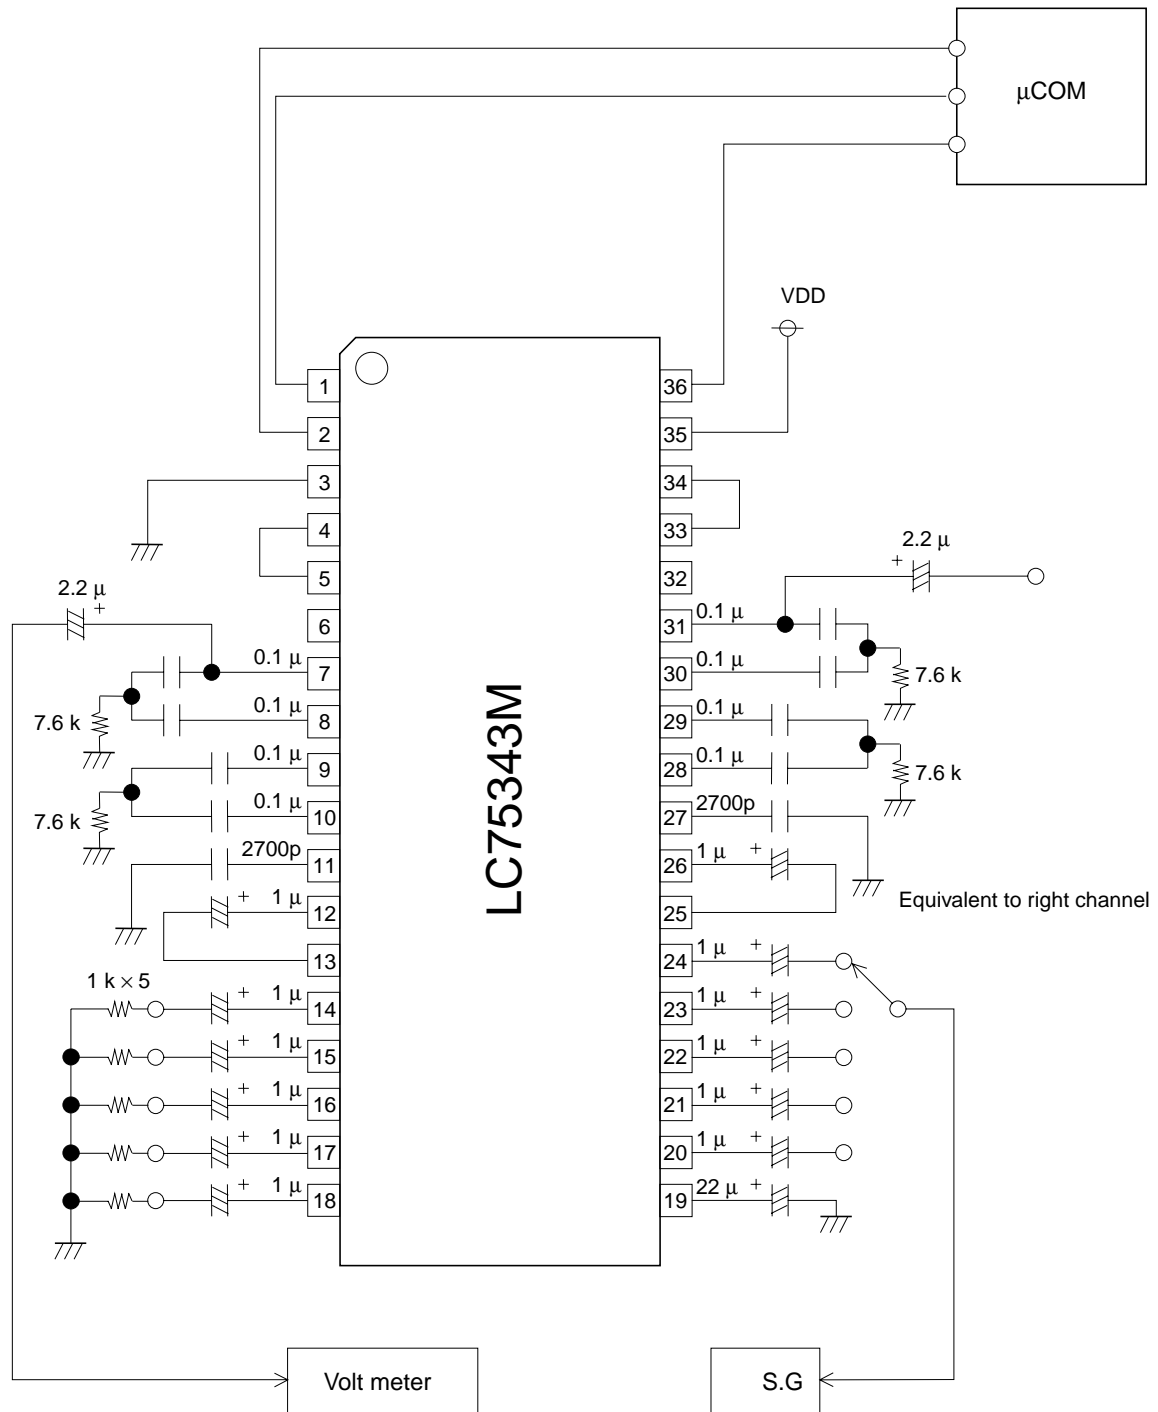 μCOM
VDD
1
36
2
35
3
34
4
33
2.2 μ
+
5
32
2.2 μ
+
6
31
0.1 μ
0.1 μ
7
30
0.1 μ
7.6 k
7.6 k
0.1 μ
8
29
0.1 μ
0.1 μ
9
28
0.1 μ
7.6 k
7.6 k
0.1 μ
10
27
2700p
2700p
11
26
1 μ
+
Equivalent to right channel
+
1 μ
12
25
13
24
1 μ
+
1 k × 5
+
1 μ
14
23
1 μ
+
+
1 μ
15
22
1 μ
+
+
1 μ
16
21
1 μ
+
+
1 μ
17
20
1 μ
+
+
1 μ
18
19
22 μ
+
LC75343M
Volt meter
S.G